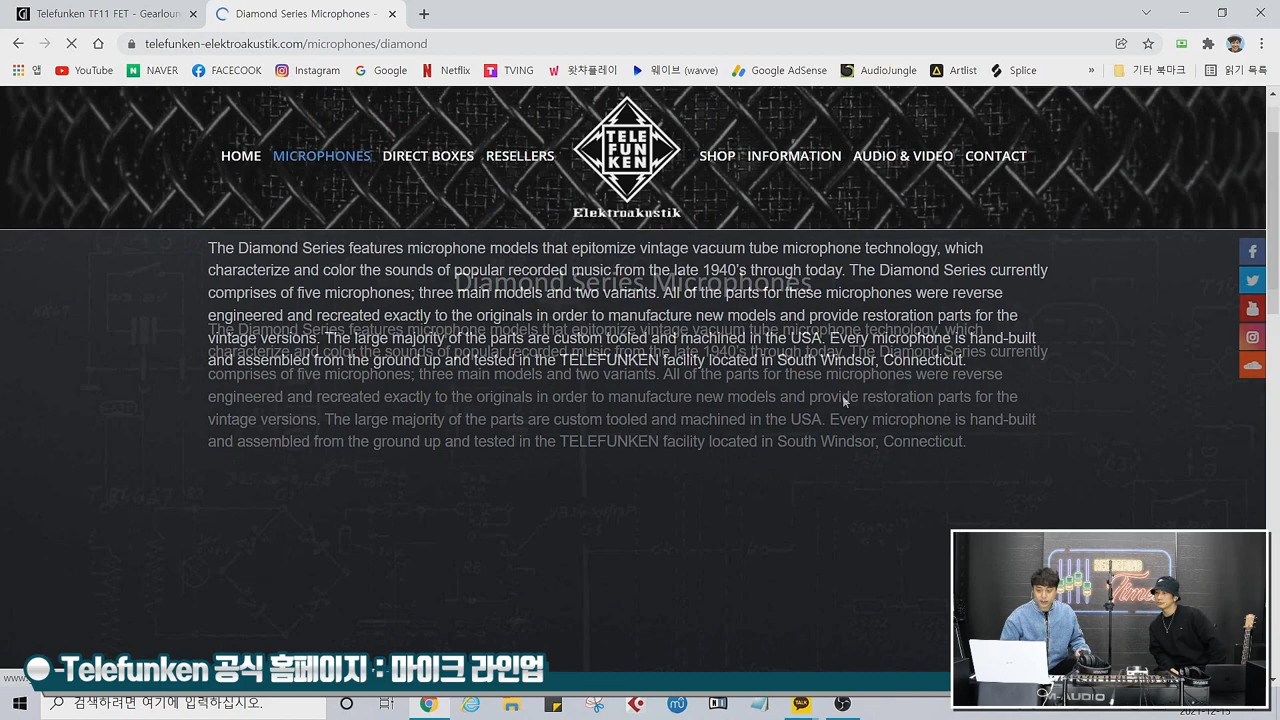 Telefunken TF11 FET - Gearloun
Diamond Series Microphones -
telefunken-elektroakustik.com/microphones/diamond
앱
YouTube
NAVER
FACECOOK
Instagram
Google
Netflix
TVING
왓챠플레이
웨이브 (wavve)
Google AdSense
AudioJungle
Artlist
Splice
기타 북마크
읽기 목록
HOME
MICROPHONES
DIRECT BOXES
RESELLERS
TELE
FUN
KEN
Elektroakustik
SHOP
INFORMATION
AUDIO & VIDEO
CONTACT
The Diamond Series features microphone models that epitomize vintage vacuum tube microphone technology, which
characterize and color the sounds of popular recorded music from the late 1940's through today. The Diamond Series currently
comprises of five microphones; three main models and two variants. All of the parts for these microphones were reverse
engineered and recreated exactly to the originals in order to manufacture new models and provide restoration parts for the
vintage versions. The large majority of the parts are custom tooled and machined in the USA. Every microphone is hand-built
and assembled from the ground up and tested in the TELEFUNKEN facility located in South Windsor, Connecticut.
Diamond Series Microphones
The Diamond Series features microphone models that epitomize vintage vacuum tube microphone technology, which
characterize and color the sounds of popular recorded music from the late 1940's through today. The Diamond Series currently
comprises of five microphones; three main models and two variants. All of the parts for these microphones were reverse
engineered and recreated exactly to the originals in order to manufacture new models and provide restoration parts for the
vintage versions. The large majority of the parts are custom tooled and machined in the USA. Every microphone is hand-built
and assembled from the ground up and tested in the TELEFUNKEN facility located in South Windsor, Connecticut.
Time
M-AUDIO
-Telefunken 공식 홈페이지 : 마이크 라인업
검색하려면 여기에 입력하십시오.
TALK
2021-12-15